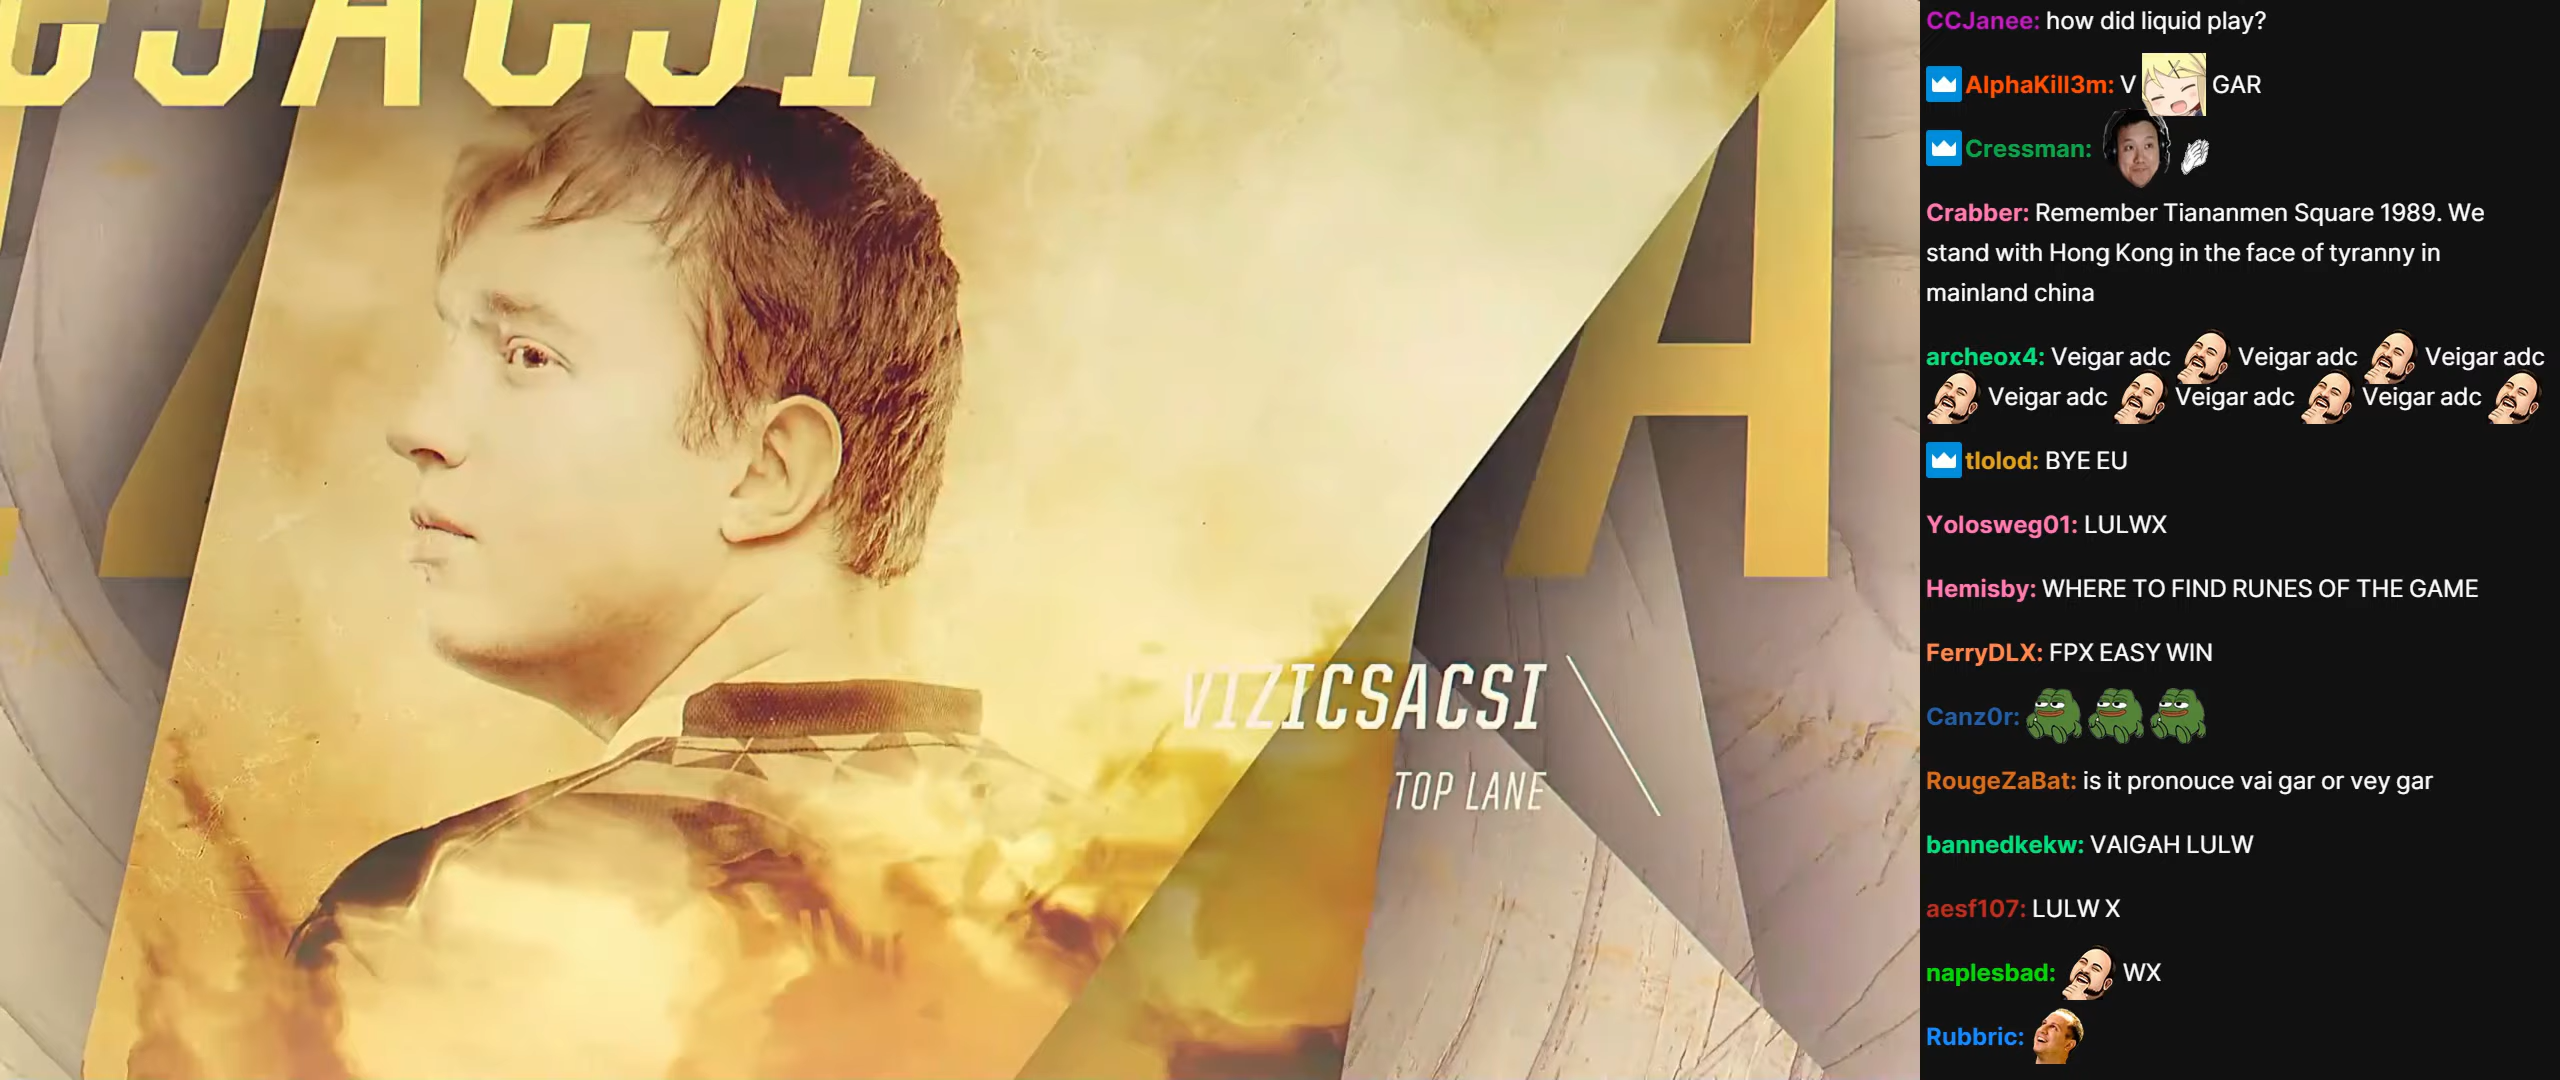 CSACSI
A
VIZICSACSI
TOP LANE
CCJanee: how did liquid play?
AlphaKill3m: V GAR
Cressman:
Crabber: Remember Tiananmen Square 1989. We
stand with Hong Kong in the face of tyranny in
mainland china
archeox4: Veigar adc Veigar adc Veigar adc
Veigar adc Veigar adc Veigar adc
tlolod: BYE EU
Yolosweg01: LULWX
Hemisby: WHERE TO FIND RUNES OF THE GAME
FerryDLX: FPX EASY WIN
Canz0r:
RougeZaBat: is it pronouce vai gar or vey gar
bannedkekw: VAIGAH LULW
aesf107: LULW X
naplesbad: WX
Rubbric: